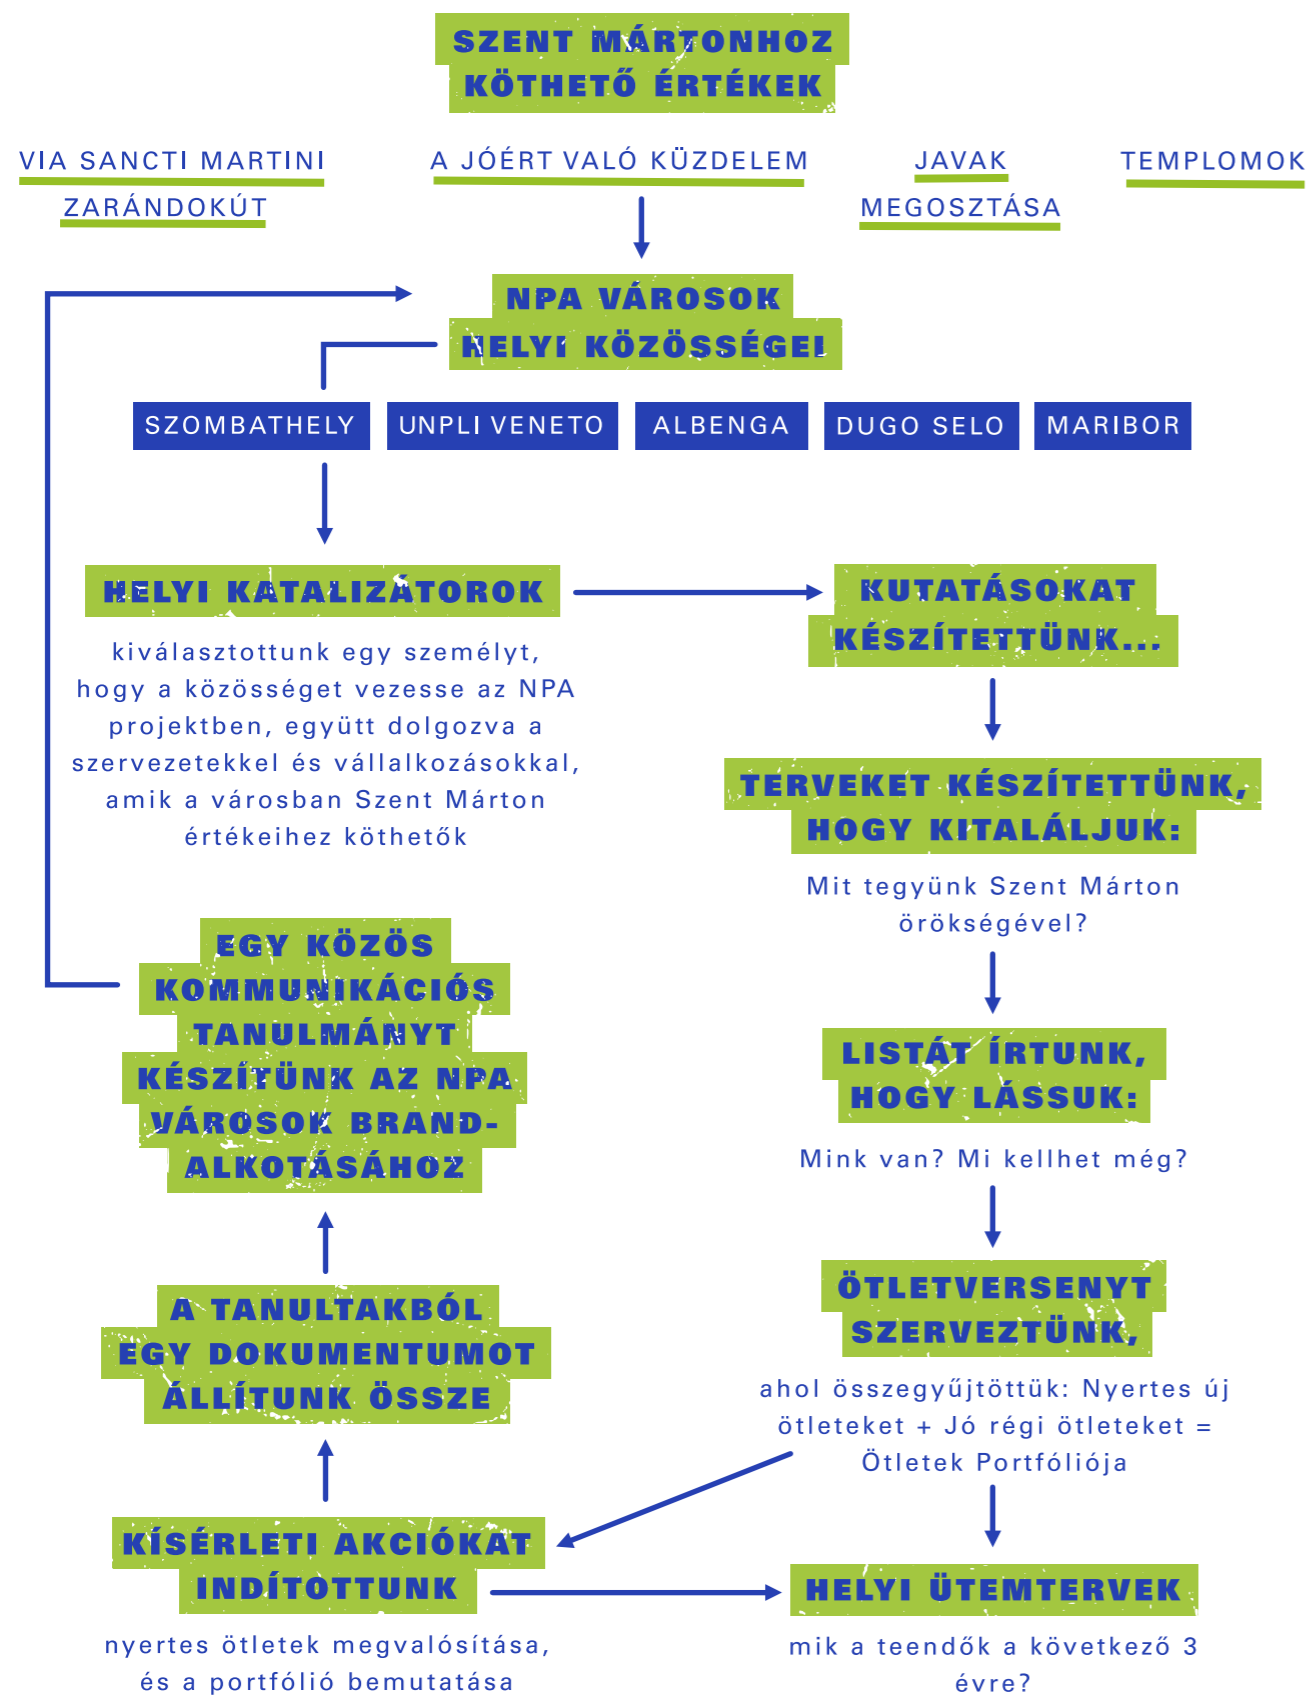 SZENT MÁRTONHOZ
KÖTHETŐ ÉRTÉKEK
VIA SANCTI MARTINI
ZARÁNDOKÚT
A JÓÉRT VALÓ KÜZDELEM
JAVAK
MEGOSZTÁSA
TEMPLOMOK
NPA VÁROSOK
HELYI KÖZÖSSÉGEI
SZOMBATHELY
UNPLI VENETO
ALBENGA
DUGO SELO
MARIBOR
HELYI KATALIZÁTOROK
kiválasztottunk egy személyt,
hogy a közösséget vezesse az NPA
projektben, együtt dolgozva a
szervezetekkel és vállalkozásokkal,
amik a városban Szent Márton
értékeihez köthetők
KUTATÁSOKAT
KÉSZÍTETTÜNK...
TERVEKET KÉSZÍTETTÜNK,
HOGY KITALÁLJUK:
Mit tegyünk Szent Márton
örökségével?
LISTÁT ÍRTUNK,
HOGY LÁSSUK:
Mink van? Mi kellhet még?
ÖTLETVERSENYT
SZERVEZTÜNK,
ahol összegyűjtöttük: Nyertes új
ötleteket + Jó régi ötleteket =
Ötletek Portfóliója
HELYI ÜTEMTERVEK
mik a teendők a következő 3
évre?
KÍSÉRLETI AKCIÓKAT
INDÍTOTTUNK
nyertes ötletek megvalósítása,
és a portfólió bemutatása
A TANULTAKBÓL
EGY DOKUMENTUMOT
ÁLLÍTUNK ÖSSZE
EGY KÖZÖS
KOMMUNIKÁCIÓS
TANULMÁNYT
KÉSZÍTÜNK AZ NPA
VÁROSOK BRAND-
ALKOTÁSÁHOZ